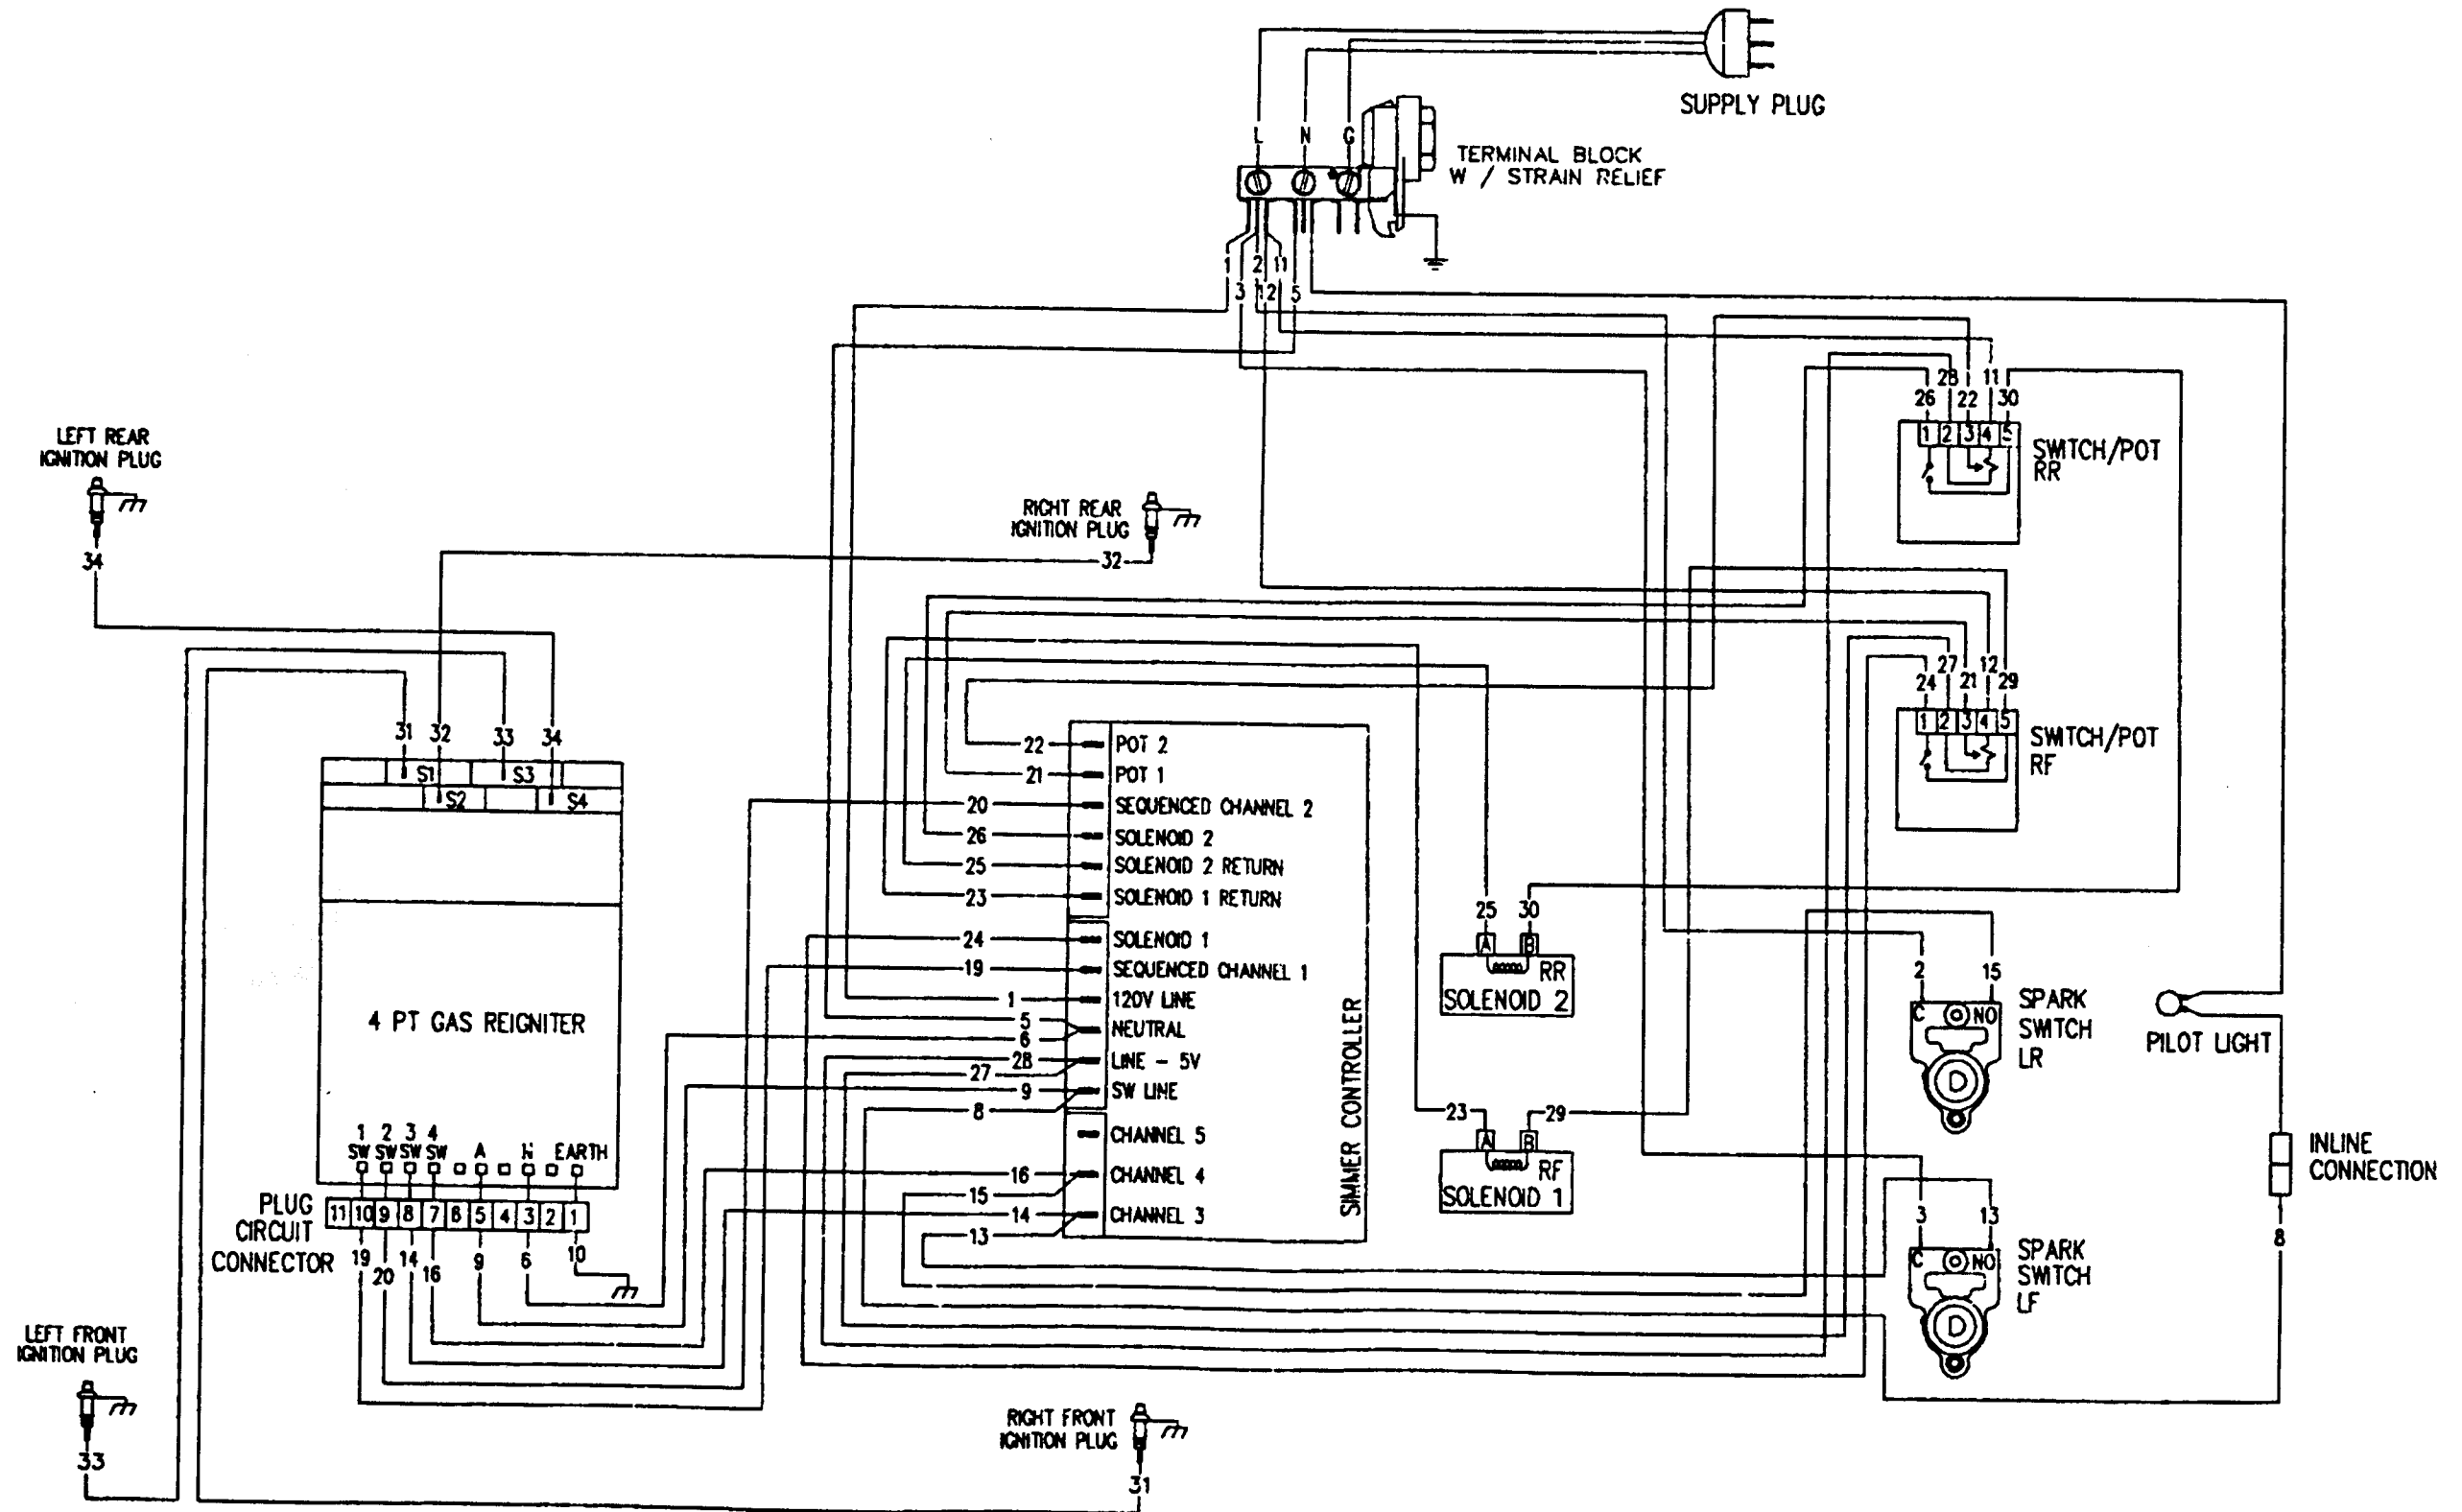 SUPPLY PLUG
L N G
TERMINAL BLOCK
W / STRAIN RELIEF
1 2 11
3 12 5
28 11
26 22 30
1 2 3 4 5
SWITCH/POT
RR
LEFT REAR
IGNITION PLUG
34
RIGHT REAR
IGNITION PLUG
32
27 12
24 21 29
1 2 3 4 5
SWITCH/POT
RF
31 32 33 34
S1 S3
S2 S4
4 PT GAS REIGNITER
1 2 3 4
SW SW SW SW A N EARTH
PLUG
CIRCUIT
CONNECTOR
11 10 9 8 7 6 5 4 3 2 1
19 20 14 16 9 6 10
22 POT 2
21 POT 1
20 SEQUENCED CHANNEL 2
26 SOLENOID 2
25 SOLENOID 2 RETURN
23 SOLENOID 1 RETURN
24 SOLENOID 1
19 SEQUENCED CHANNEL 1
1 120V LINE
5
NEUTRAL
6
28 LINE - 5V
27
9 SW LINE
8
CHANNEL 5
16 CHANNEL 4
15
14 CHANNEL 3
13
SIMMER CONTROLLER
25 30
A B
RR
SOLENOID 2
23 29
A B
RF
SOLENOID 1
2 15
C NO
D
SPARK
SWITCH
LR
PILOT LIGHT
INLINE
CONNECTION
8
3 13
C NO
D
SPARK
SWITCH
LF
LEFT FRONT
IGNITION PLUG
33
RIGHT FRONT
IGNITION PLUG
31